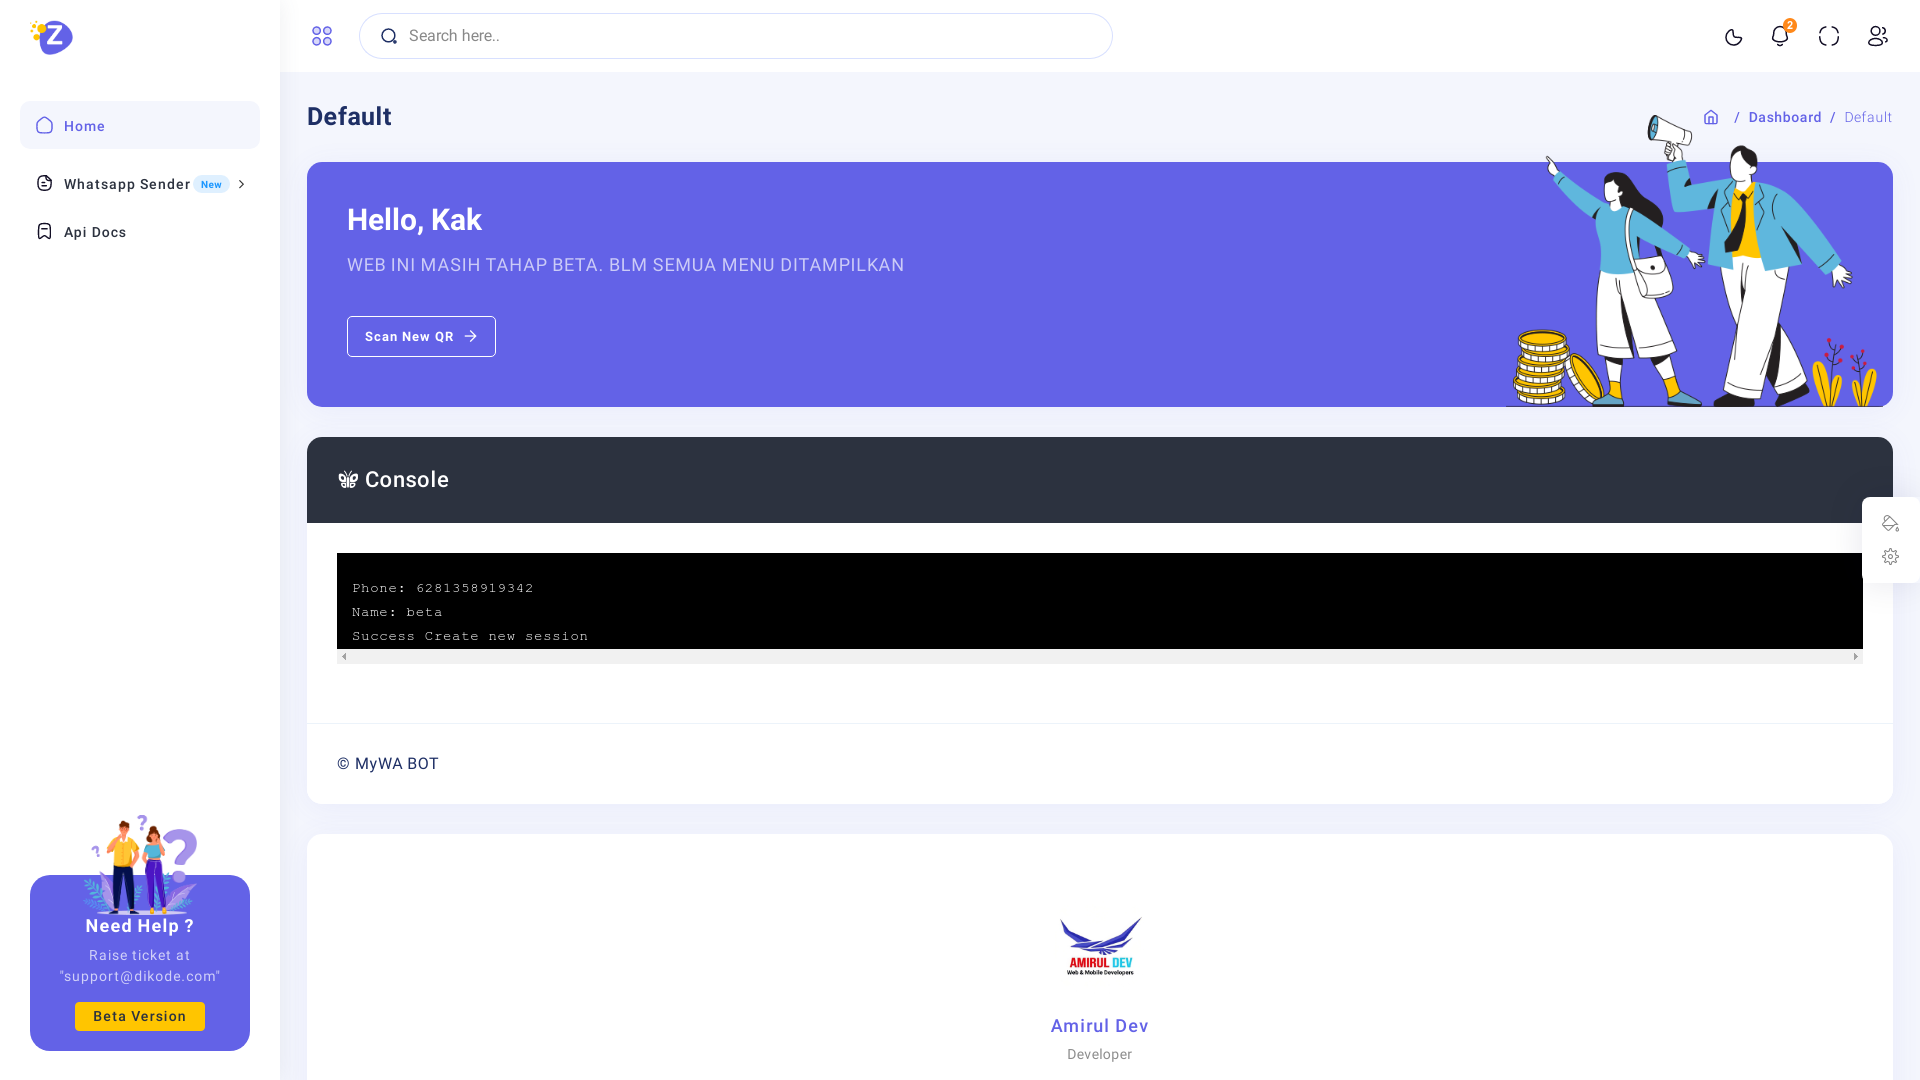 Z
Search here..
2
Home
Whatsapp Sender New
Api Docs
Default
/ Dashboard / Default
Hello, Kak
WEB INI MASIH TAHAP BETA. BLM SEMUA MENU DITAMPILKAN
Scan New QR
Console
Phone: 6281358919342
Name: beta
Success Create new session
© MyWA BOT
? ? ?
Need Help ?
Raise ticket at
"support@dikode.com"
Beta Version
AMIRUL DEV
Web & Mobile Developers
Amirul Dev
Developer